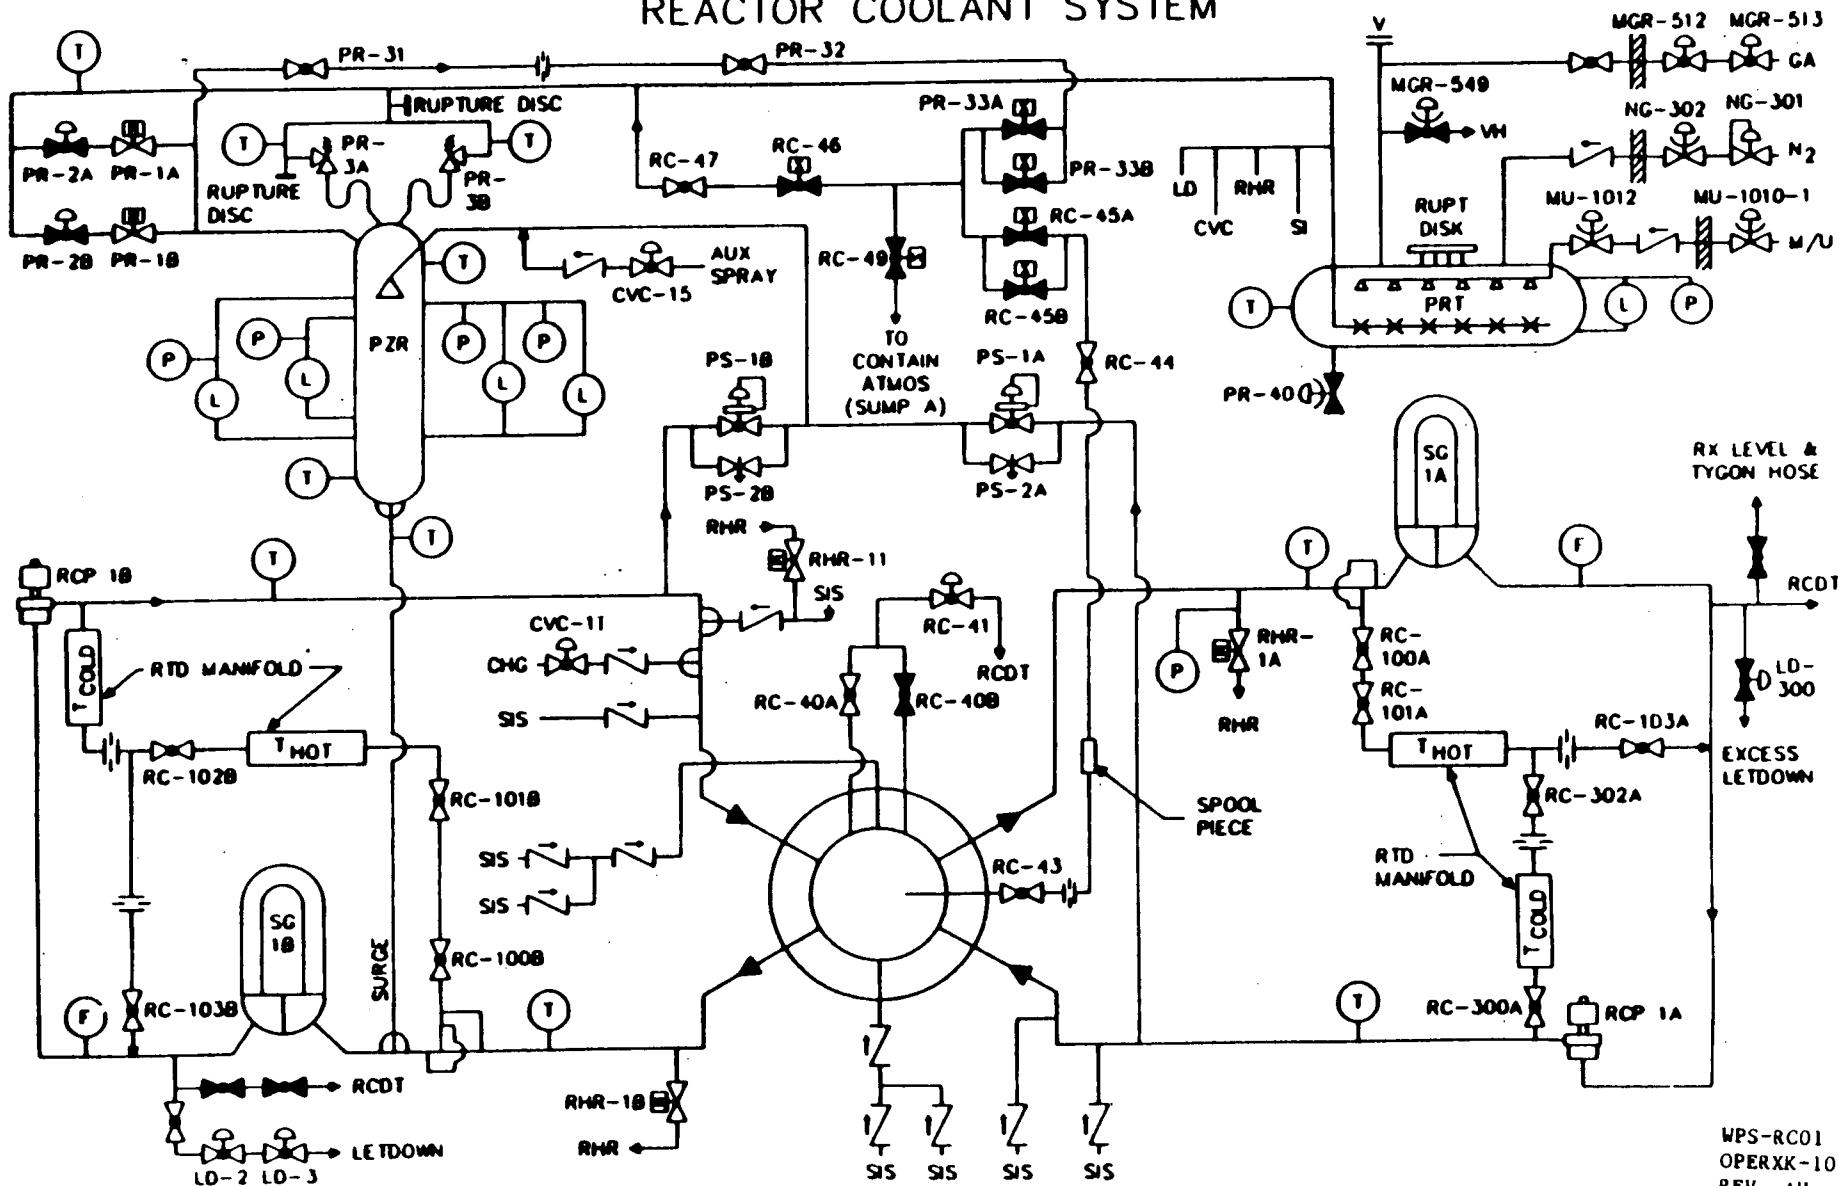 REACTOR COOLANT SYSTEM
T
PR-31
PR-32
V
MGR-512
MGR-513
GA
MGR-549
VH
NG-302
NG-301
N2
RUPTURE DISC
PR-33A
PR-2A
PR-1A
T
PR-3A
T
RC-47
RC-46
PR-33B
LD
RHR
CVC
SI
RUPT DISK
MU-1012
MU-1010-1
M/U
RUPTURE DISC
PR-3B
PR-2B
PR-1B
T
CVC-15
AUX SPRAY
RC-49
RC-45A
RC-45B
T
PRT
L
P
P
P
PZR
P
P
L
L
L
L
TO CONTAIN ATMOS (SUMP A)
PS-1B
PS-1A
RC-44
PR-40
PS-2B
PS-2A
SG 1A
RX LEVEL & TYGON HOSE
T
T
RHR
RHR-11
SIS
T
F
RCDT
RCP 1B
T
CVC-11
CHG
RC-41
RCDT
P
RHR-1A
RHR
RC-100A
RC-101A
LD-300
T COLD
RTD MANIFOLD
SIS
RC-40A
RC-40B
RC-103A
T HOT
EXCESS LETDOWN
RC-102B
T HOT
RC-101B
SPOOL PIECE
RC-302A
SIS
SIS
RC-43
RTD MANIFOLD
T COLD
SG 1B
SURGE
RC-100B
RC-103B
F
T
T
RC-300A
RCP 1A
RCDT
RHR-1B
RHR
LETDOWN
LD-2
LD-3
SIS
SIS
SIS
SIS
WPS-RC01
OPERXK-10